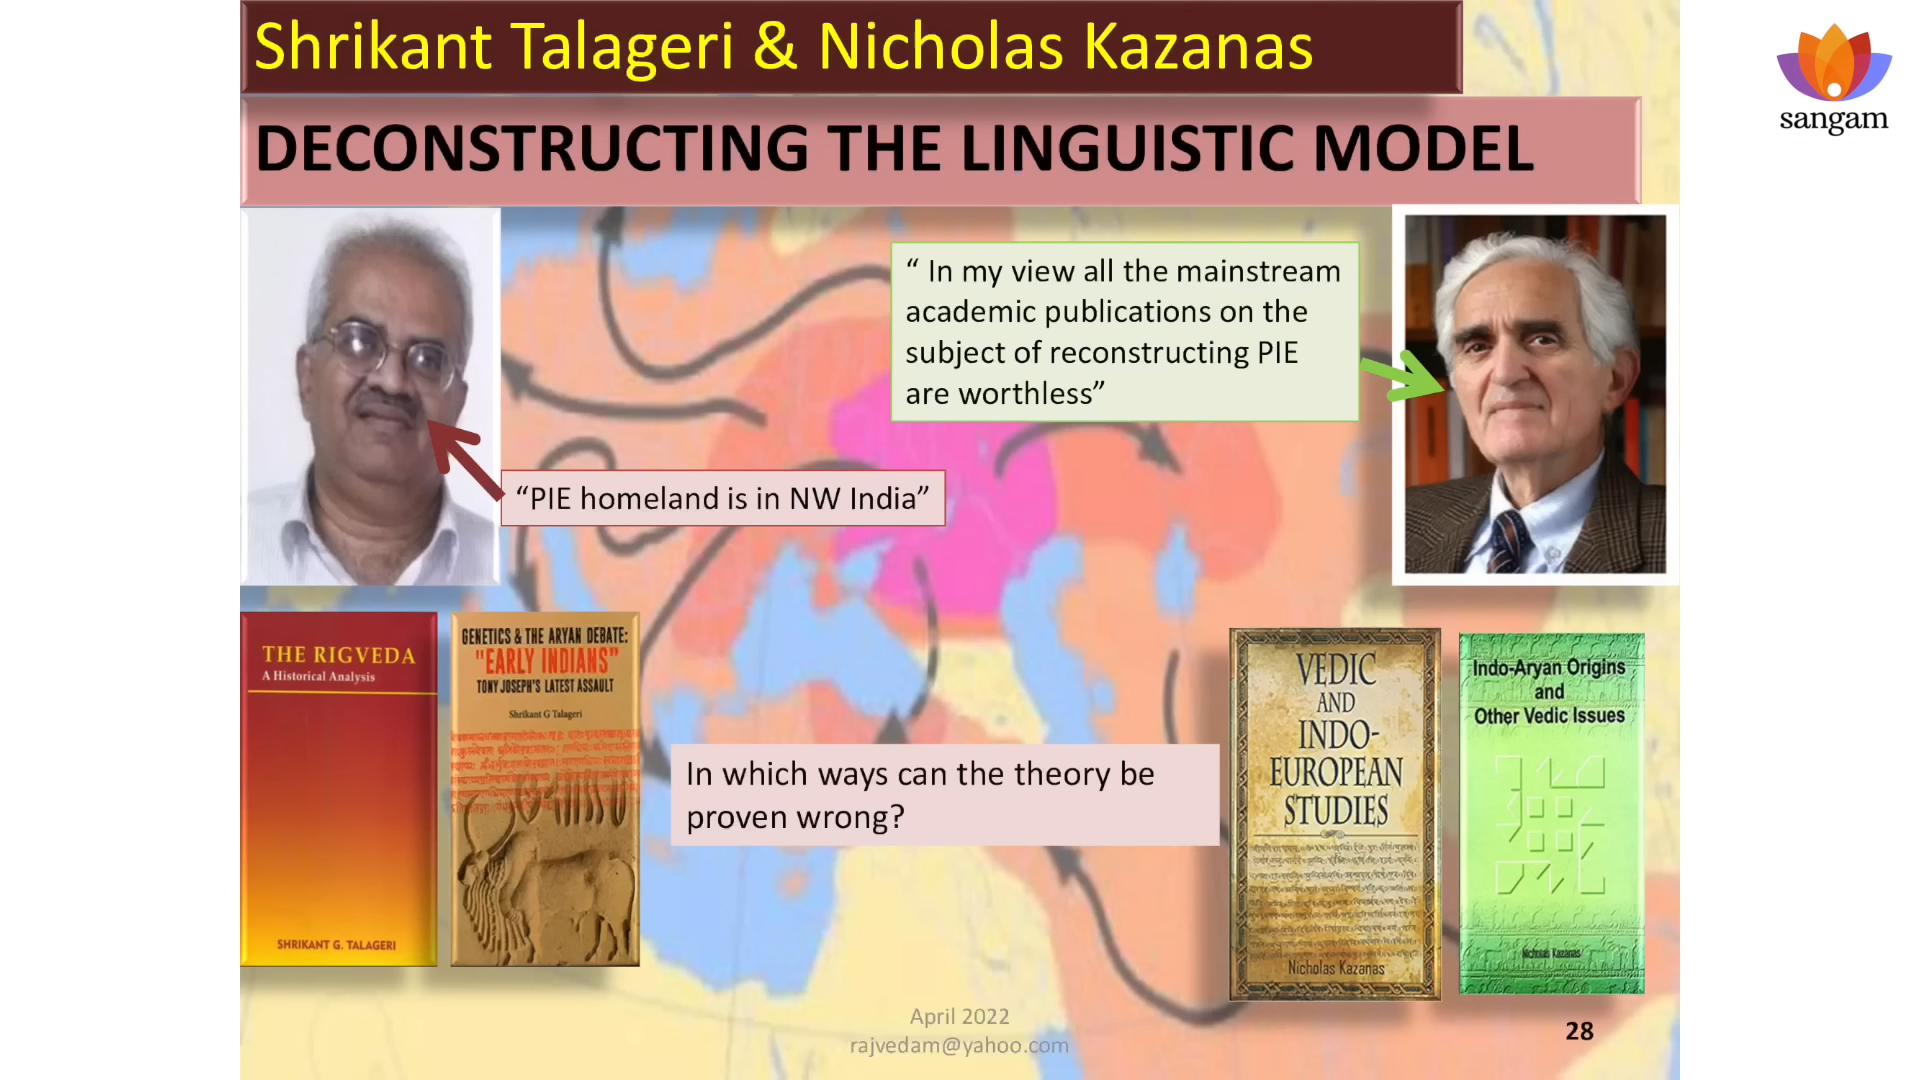 Shrikant Talageri & Nicholas Kazanas
sangam
DECONSTRUCTING THE LINGUISTIC MODEL
“ In my view all the mainstream
academic publications on the
subject of reconstructing PIE
are worthless”
“PIE homeland is in NW India”
THE RIGVEDA
A Historical Analysis
SHRIKANT G. TALAGERI
GENETICS & THE ARYAN DEBATE:
"EARLY INDIANS"
TONY JOSEPH'S LATEST ASSAULT
Shrikant G Talageri
In which ways can the theory be
proven wrong?
VEDIC
AND
INDO-
EUROPEAN
STUDIES
Nicholas Kazanas
Indo-Aryan Origins
and
Other Vedic Issues
Nicholas Kazanas
April 2022
rajvedam@yahoo.com
28